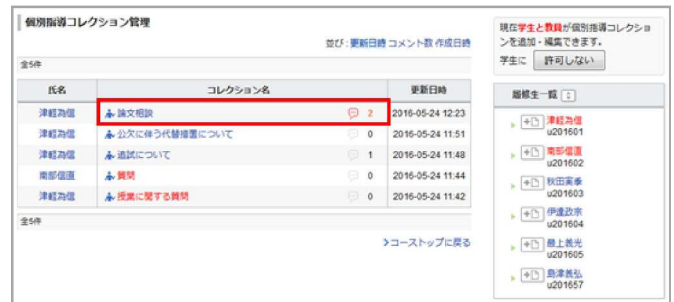 個別指導コレクション管理
並び：更新日時 コメント数 作成日時
全5件
氏名 コレクション名 更新日時
津軽為信 論文相談 2 2016-05-24 12:23
津軽為信 公欠に伴う代替措置について 0 2016-05-24 11:51
津軽為信 追試について 1 2016-05-24 11:48
南部信直 質問 0 2016-05-24 11:44
津軽為信 授業に関する質問 0 2016-05-24 11:42
全5件
コーストップに戻る
現在学生と教員が個別指導コレクショ
ンを追加・編集できます。
学生に 許可しない
履修生一覧
津軽為信
u201601
南部信直
u201602
秋田実季
u201603
伊達政宗
u201604
最上義光
u201605
島津義弘
u201657